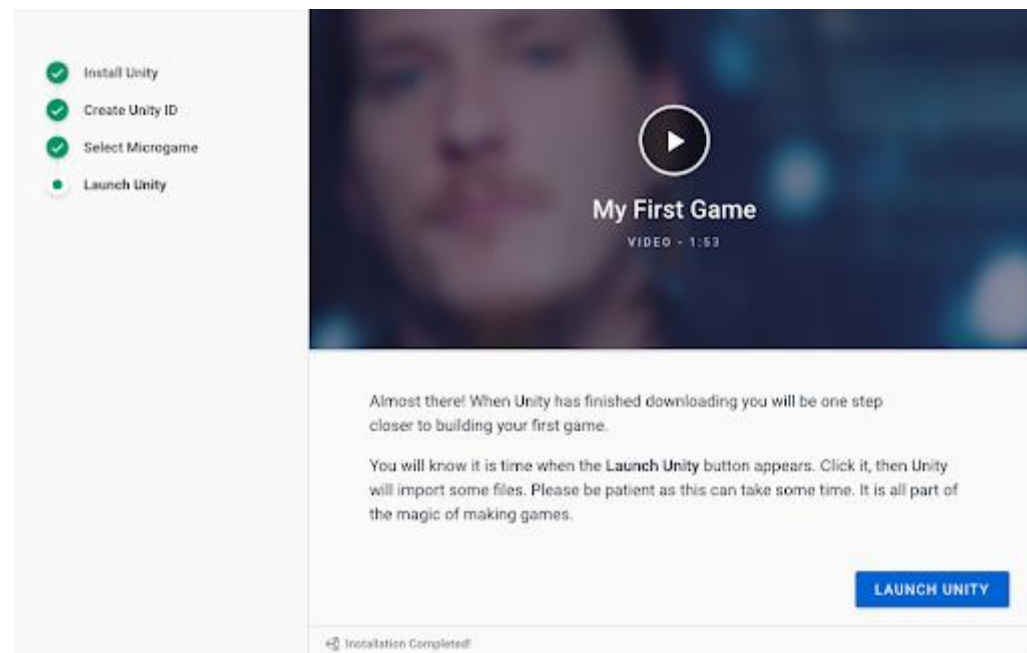 Install Unity
Create Unity ID
Select Microgame
Launch Unity
My First Game
VIDEO - 1:53
Almost there! When Unity has finished downloading you will be one step
closer to building your first game.
You will know it is time when the Launch Unity button appears. Click it, then Unity
will import some files. Please be patient as this can take some time. It is all part of
the magic of making games.
LAUNCH UNITY
Installation Completed!